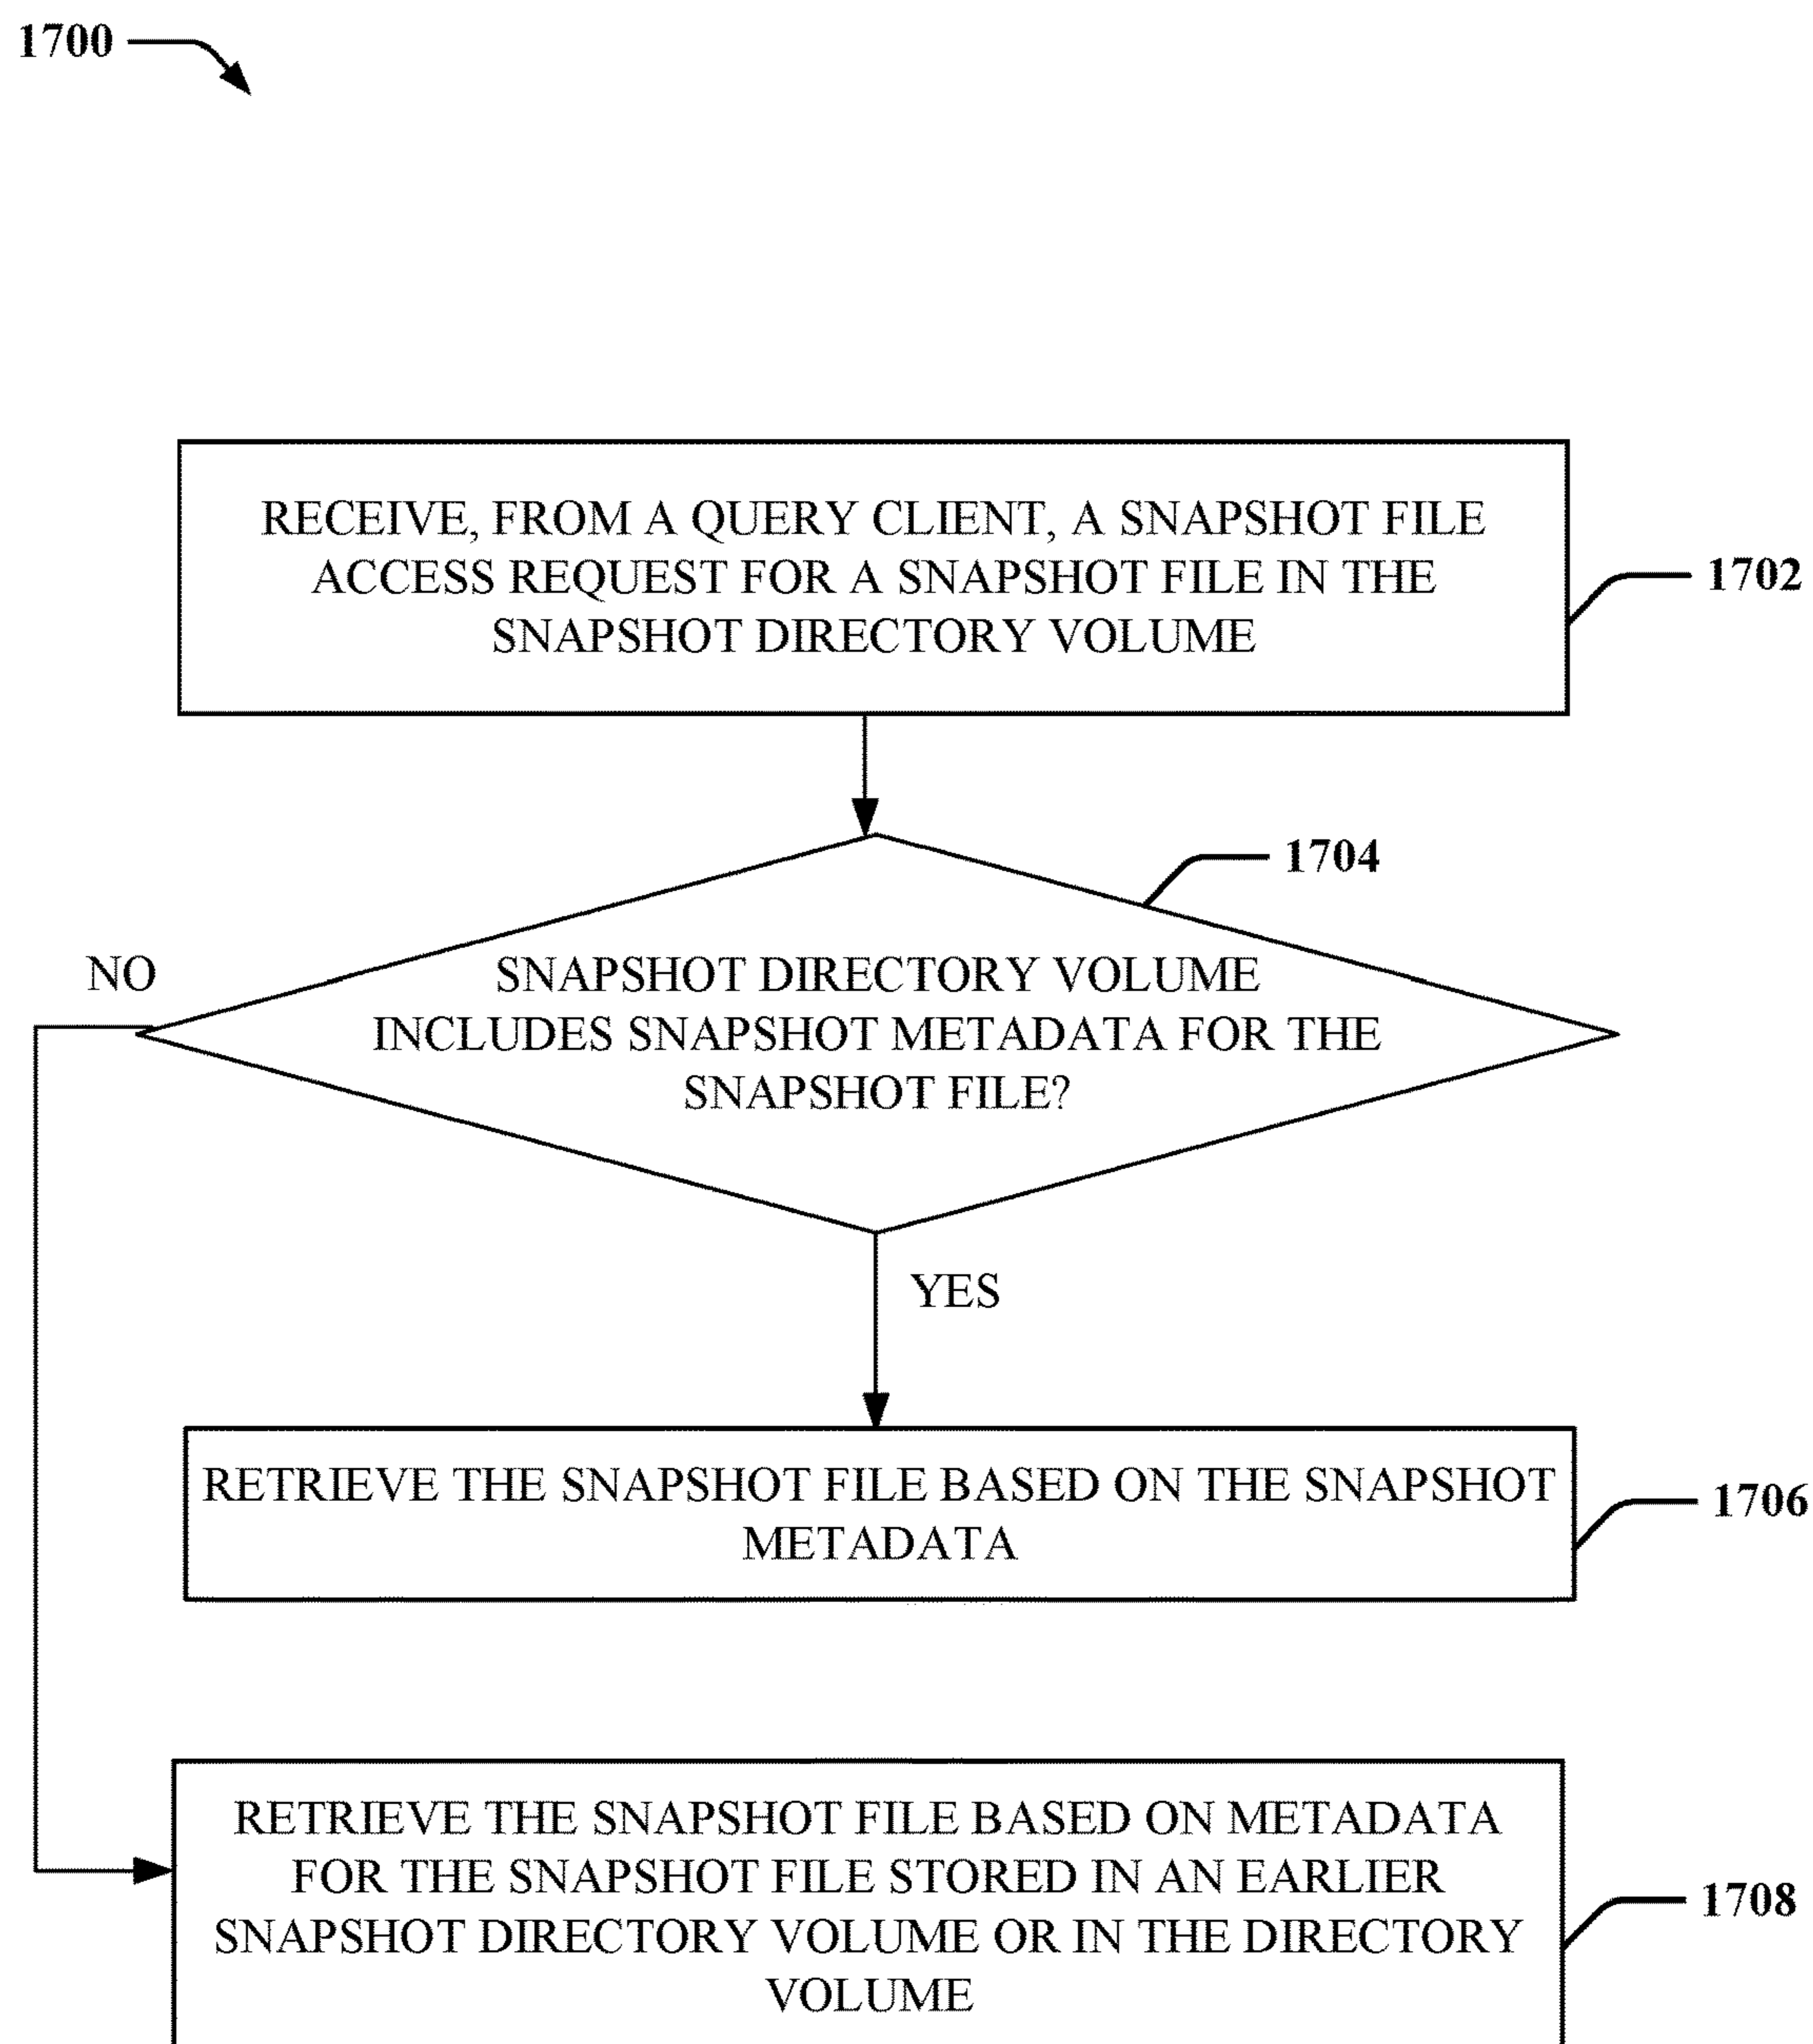 1700
RECEIVE, FROM A QUERY CLIENT, A SNAPSHOT FILE
ACCESS REQUEST FOR A SNAPSHOT FILE IN THE
SNAPSHOT DIRECTORY VOLUME
1702
1704
NO
SNAPSHOT DIRECTORY VOLUME
INCLUDES SNAPSHOT METADATA FOR THE
SNAPSHOT FILE?
YES
RETRIEVE THE SNAPSHOT FILE BASED ON THE SNAPSHOT
METADATA
1706
RETRIEVE THE SNAPSHOT FILE BASED ON METADATA
FOR THE SNAPSHOT FILE STORED IN AN EARLIER
SNAPSHOT DIRECTORY VOLUME OR IN THE DIRECTORY
VOLUME
1708